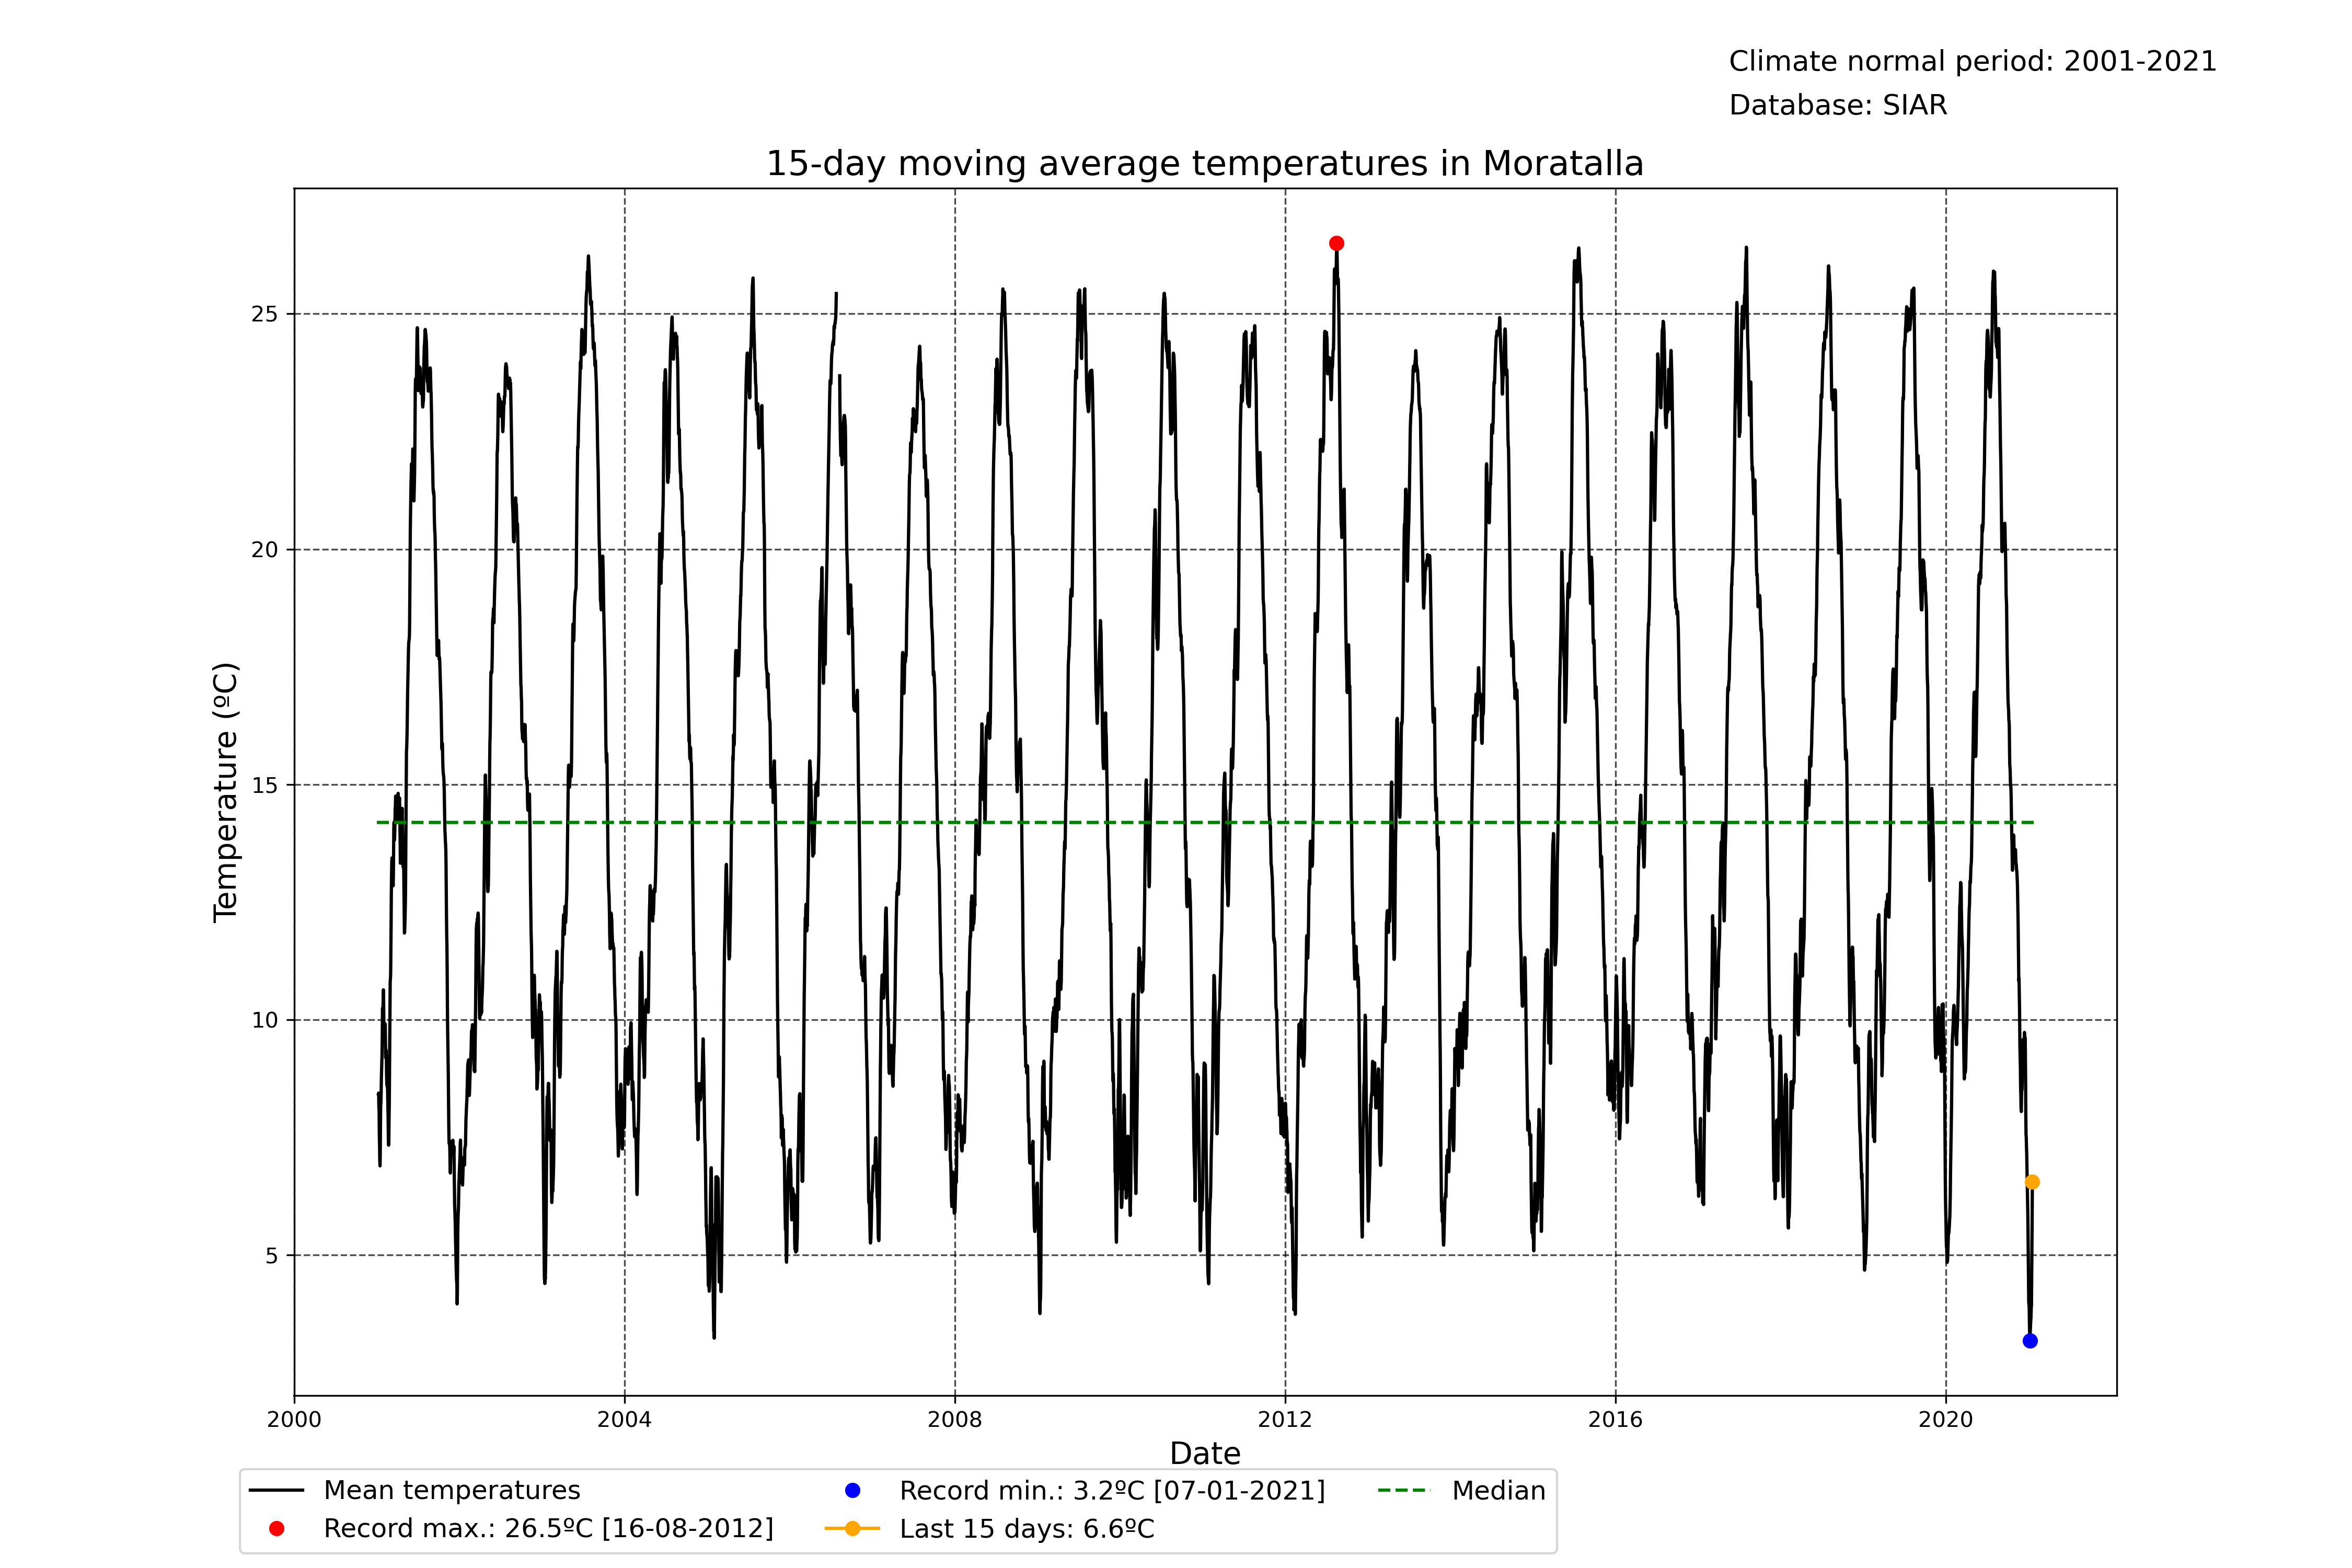 Climate normal period: 2001-2021
Database: SIAR
15-day moving average temperatures in Moratalla
Temperature (ºC)
25
20
15
10
5
2000 2004 2008 2012 2016 2020
Date
Mean temperatures
Record max.: 26.5ºC [16-08-2012]
Record min.: 3.2ºC [07-01-2021]
Last 15 days: 6.6ºC
Median